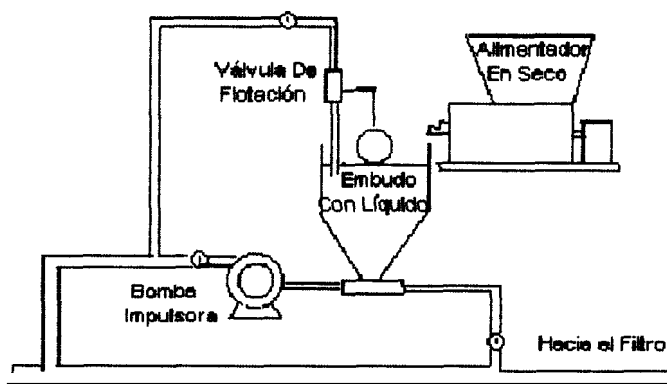 Alimentador
En Seco
Válvula De
Flotación
Embudo
Con Líquido
Bomba
Impulsora
Hacia el Filtro